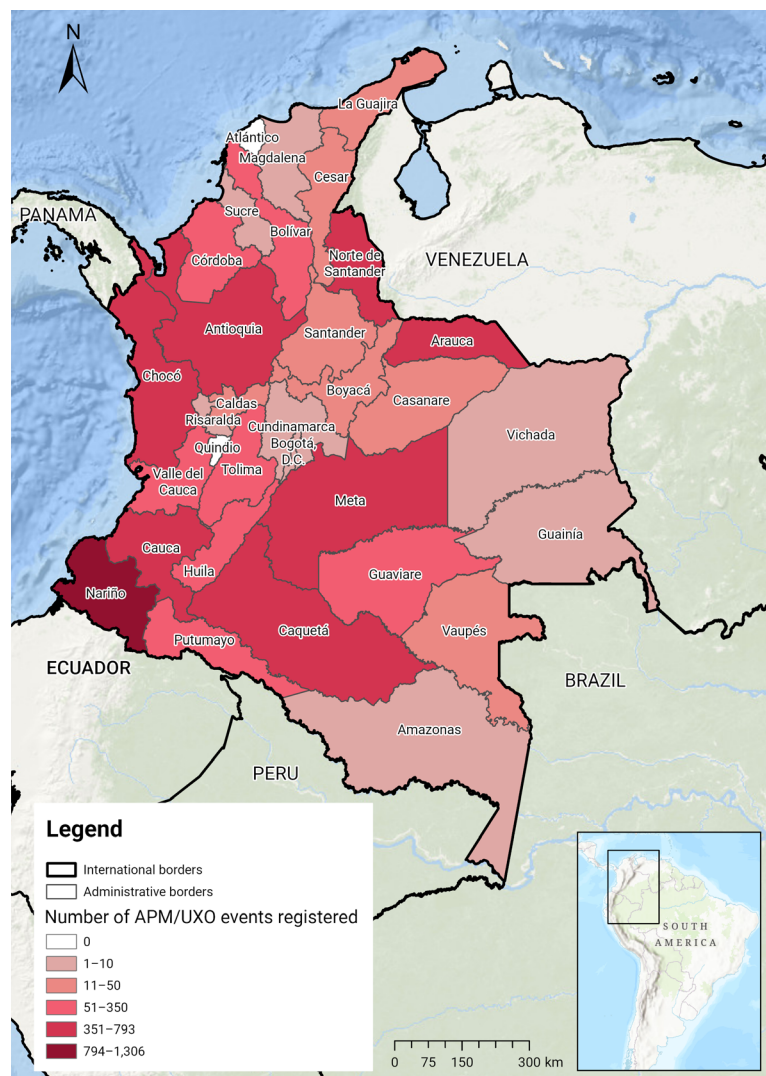 N
La Guajira
Atlántico
Magdalena
Cesar
PANAMA
Sucre
Bolívar
Córdoba
Norte de
Santander
VENEZUELA
Antioquia
Santander
Arauca
Chocó
Boyacá
Caldas
Casanare
Risaralda
Cundinamarca
Vichada
Quindio
Bogotá,
D.C.
Tolima
Valle del
Cauca
Meta
Guainía
Cauca
Huila
Guaviare
Nariño
Vaupés
Caquetá
Putumayo
ECUADOR
BRAZIL
Amazonas
PERU
Legend
International borders
Administrative borders
Number of APM/UXO events registered
0
1–10
11–50
51–350
351–793
794–1,306
SOUTH
AMERICA
0 75 150 300 km